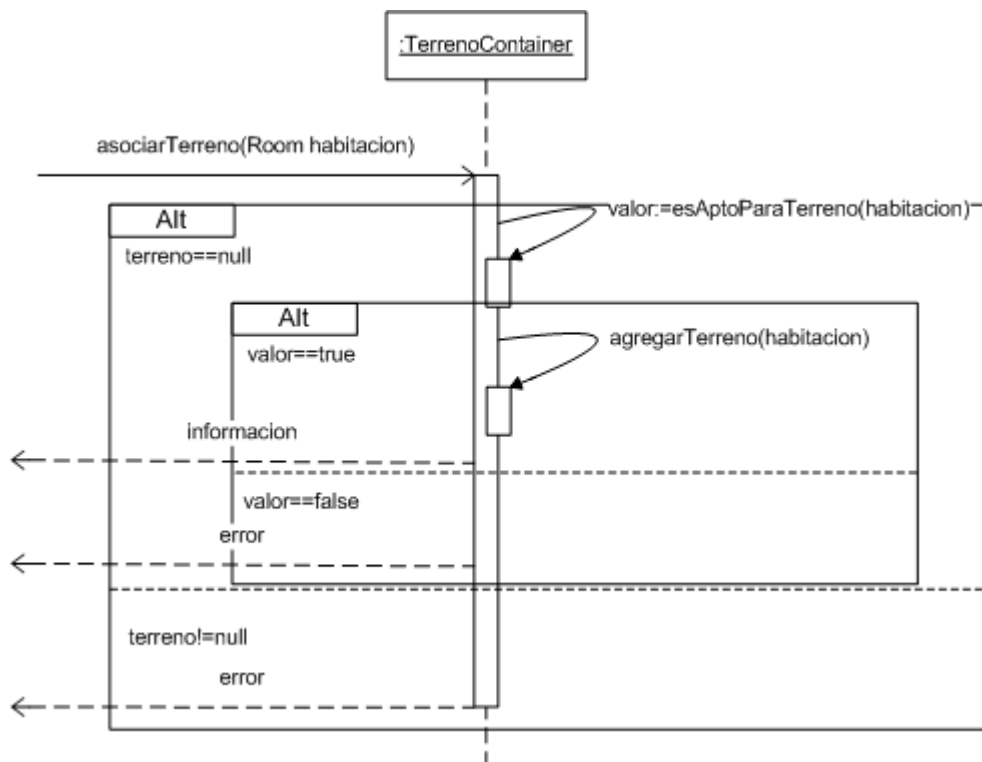 :TerrenoContainer
asociarTerreno(Room habitacion)
Alt
valor:=esAptoParaTerreno(habitacion)
terreno==null
Alt
agregarTerreno(habitacion)
valor==true
informacion
valor==false
error
terreno!=null
error